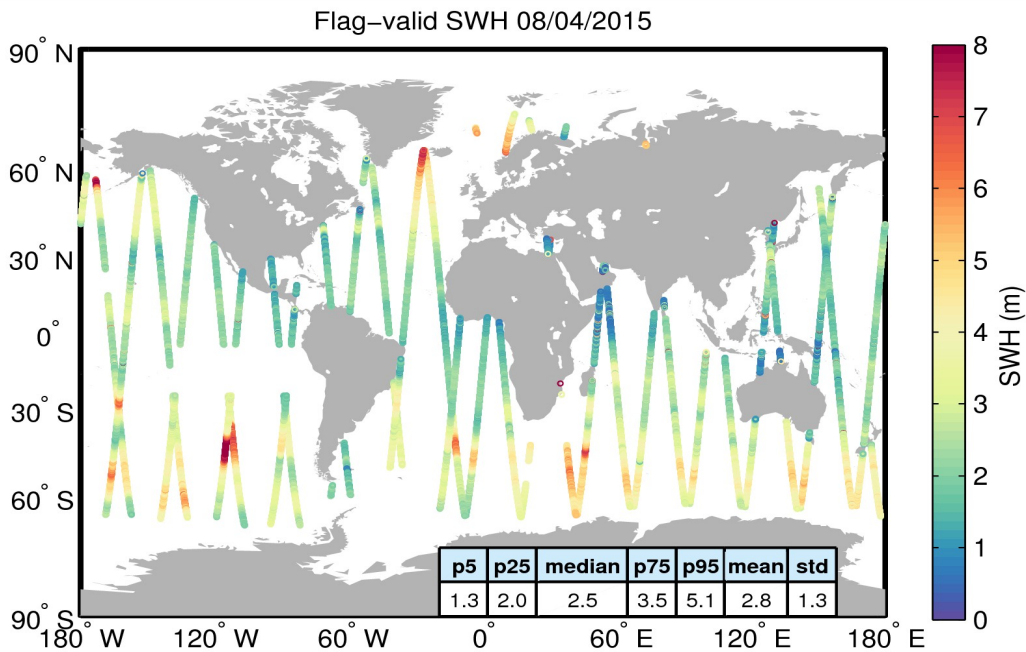 Flag−valid SWH 08/04/2015
90° N
60° N
30° N
0°
30° S
60° S
90° S
180° W
120° W
60° W
0°
60° E
120° E
180° E
p5 p25 median p75 p95 mean std
1.3 2.0 2.5 3.5 5.1 2.8 1.3
8
7
6
5
4
3
2
1
0
SWH (m)